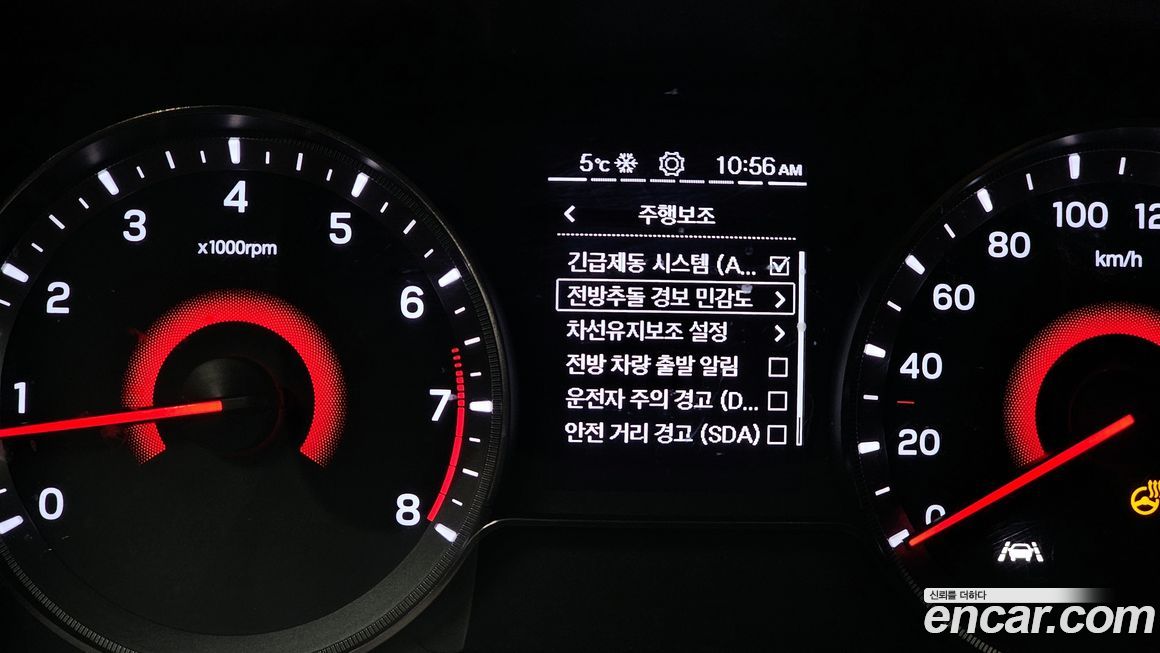 5℃ 10:56AM
주행보조
긴급제동 시스템 (A...
전방추돌 경보 민감도
차선유지보조 설정
전방 차량 출발 알림
운전자 주의 경고 (D...
안전 거리 경고 (SDA)
0
1
2
3
4
5
6
7
8
x1000rpm
0
20
40
60
80
100
12
km/h
신뢰를 더하다
encar.com